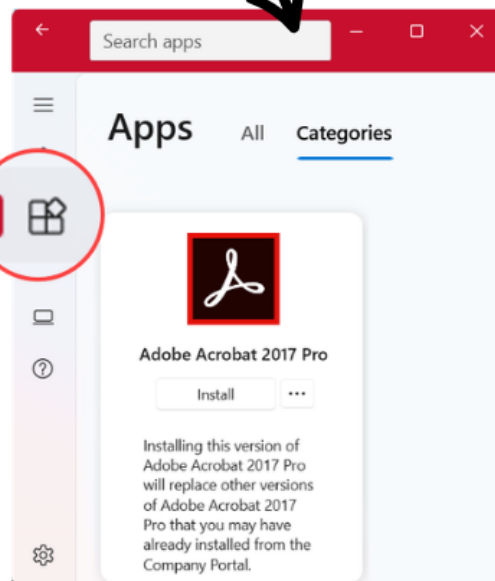 Search apps
Apps All Categories
Adobe Acrobat 2017 Pro
Install ...
Installing this version of
Adobe Acrobat 2017 Pro
will replace other versions
of Adobe Acrobat 2017
Pro that you may have
already installed from the
Company Portal.